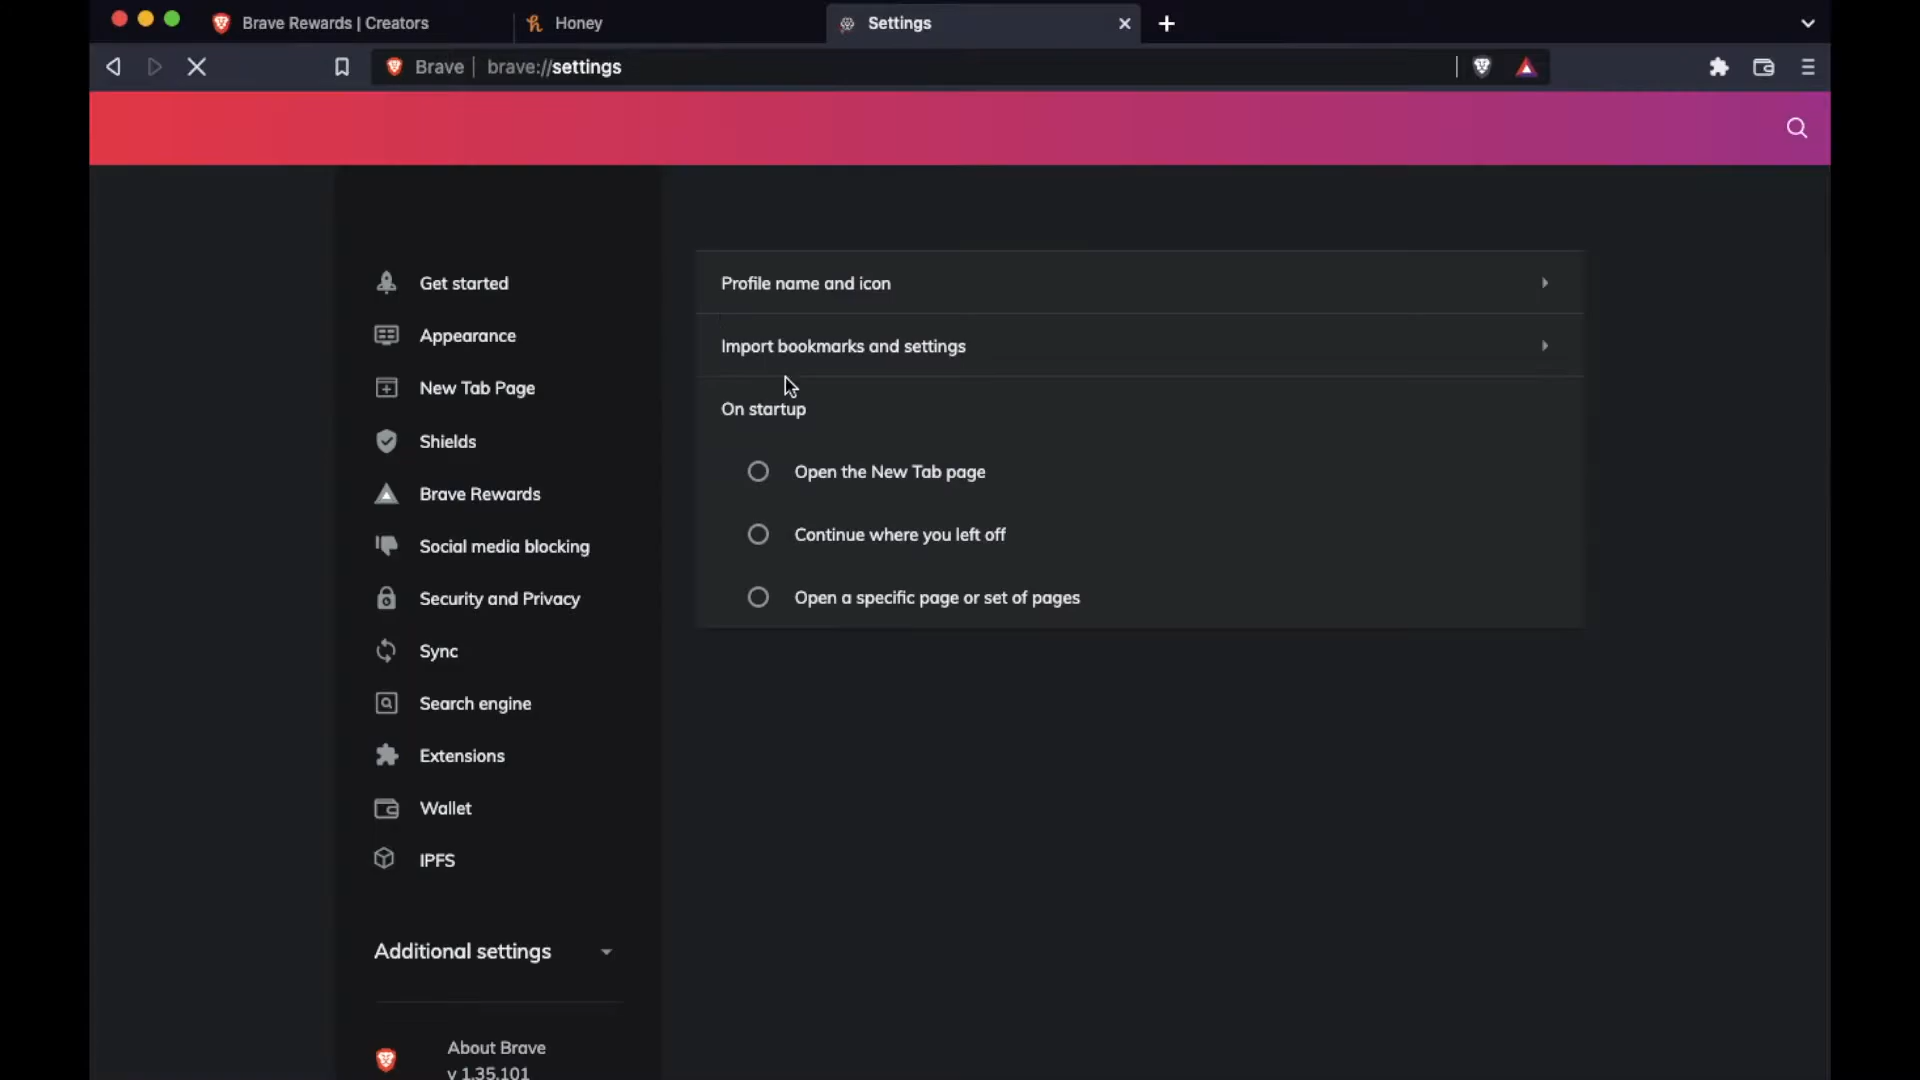 Brave Rewards | Creators
Honey
Settings
Brave | brave://settings
Get started
Appearance
New Tab Page
Shields
Brave Rewards
Social media blocking
Security and Privacy
Sync
Search engine
Extensions
Wallet
IPFS
Additional settings
About Brave
v 1.35.101
Profile name and icon
Import bookmarks and settings
On startup
Open the New Tab page
Continue where you left off
Open a specific page or set of pages